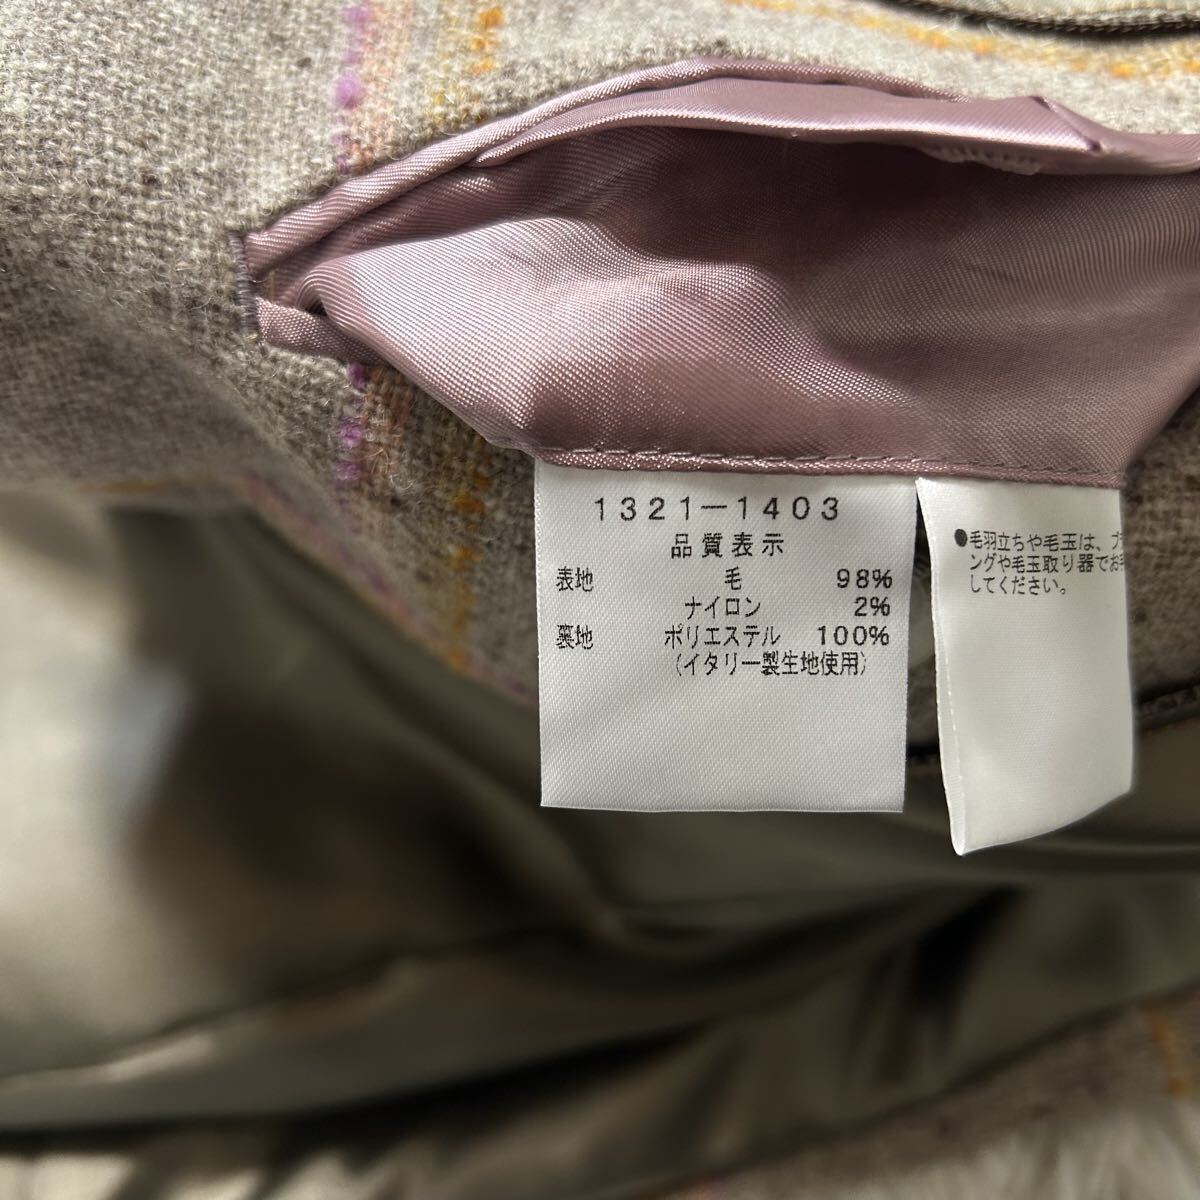 1321―1403
品質表示
表地 毛 98%
ナイロン 2%
裏地 ポリエステル 100%
(イタリー製生地使用)
●毛羽立ちや毛玉は、ブ
ングや毛玉取り器でお
してください。